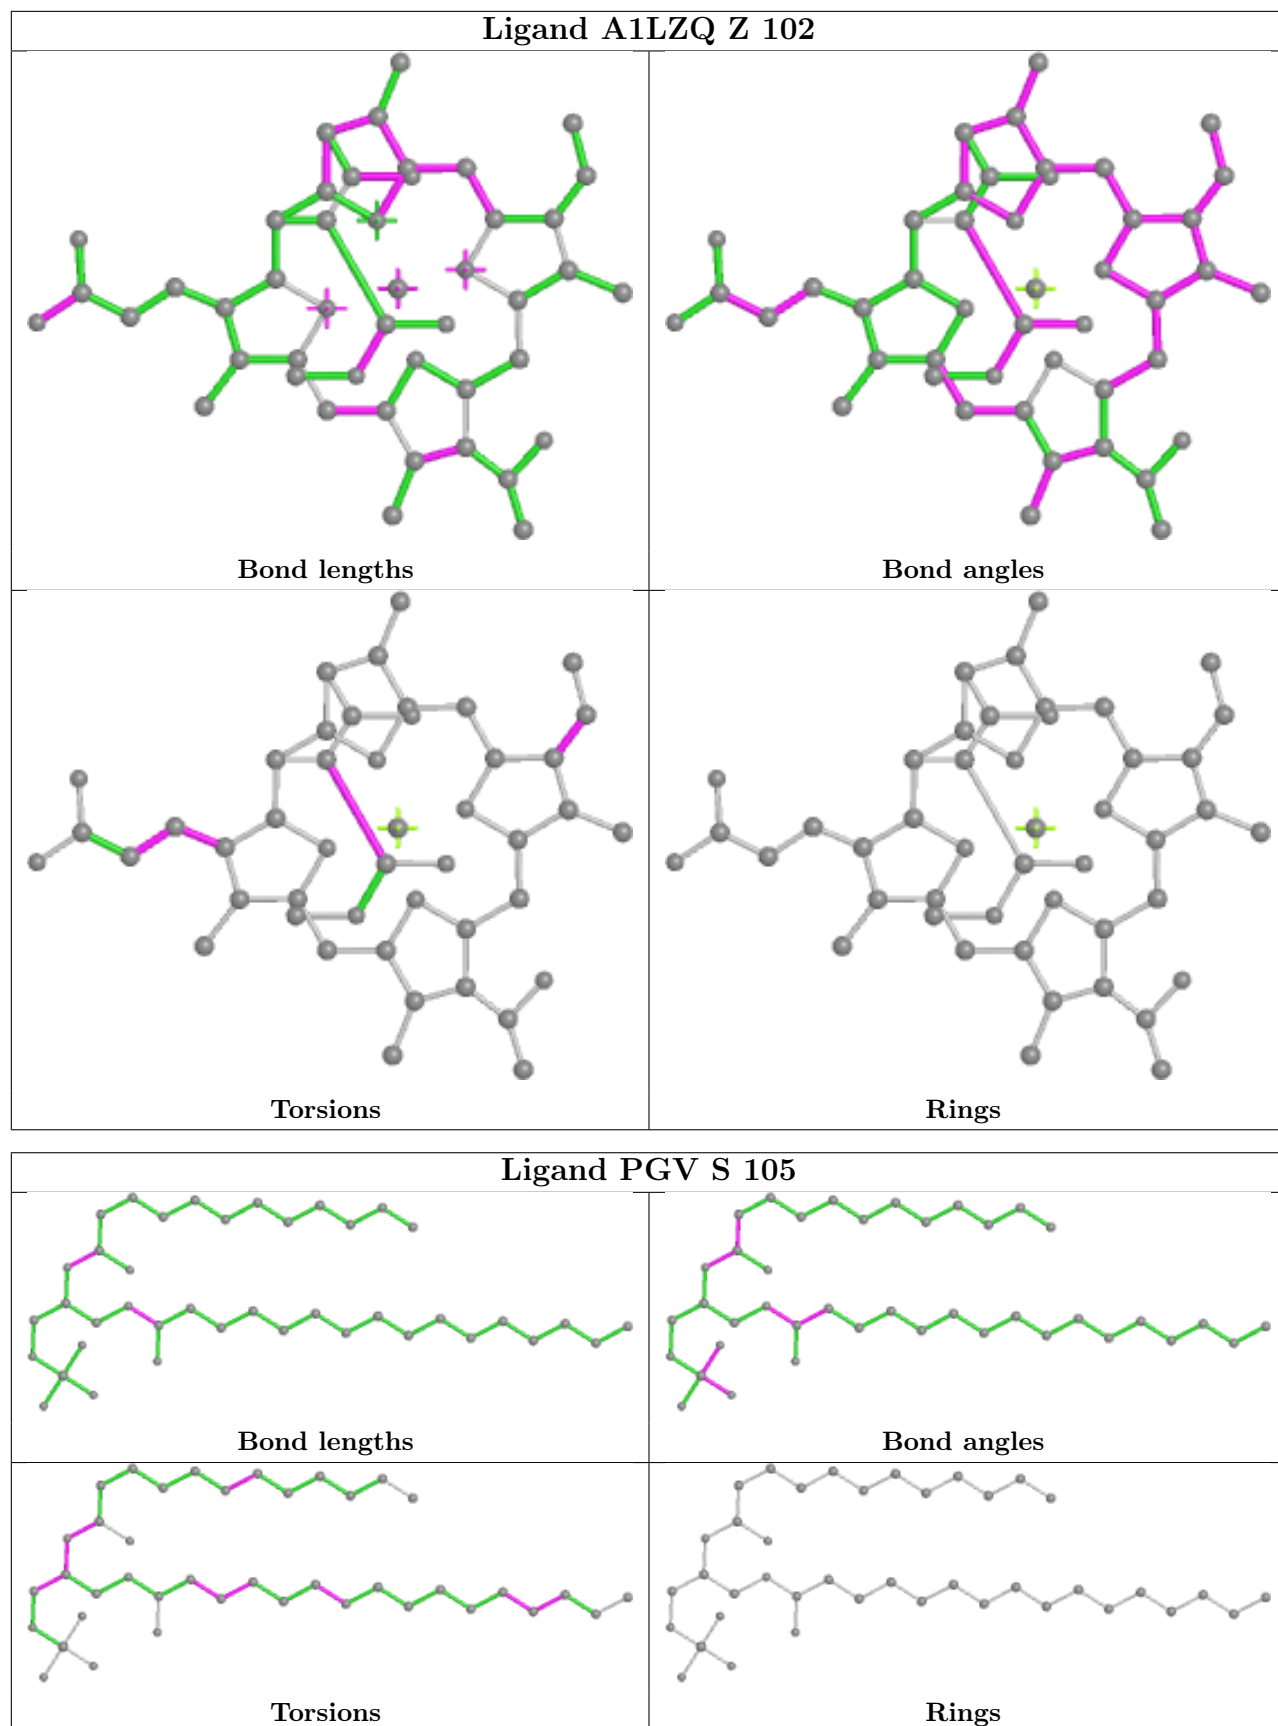 Ligand A1LZQ Z 102
Bond lengths
Bond angles
Torsions
Rings
Ligand PGV S 105
Bond lengths
Bond angles
Torsions
Rings